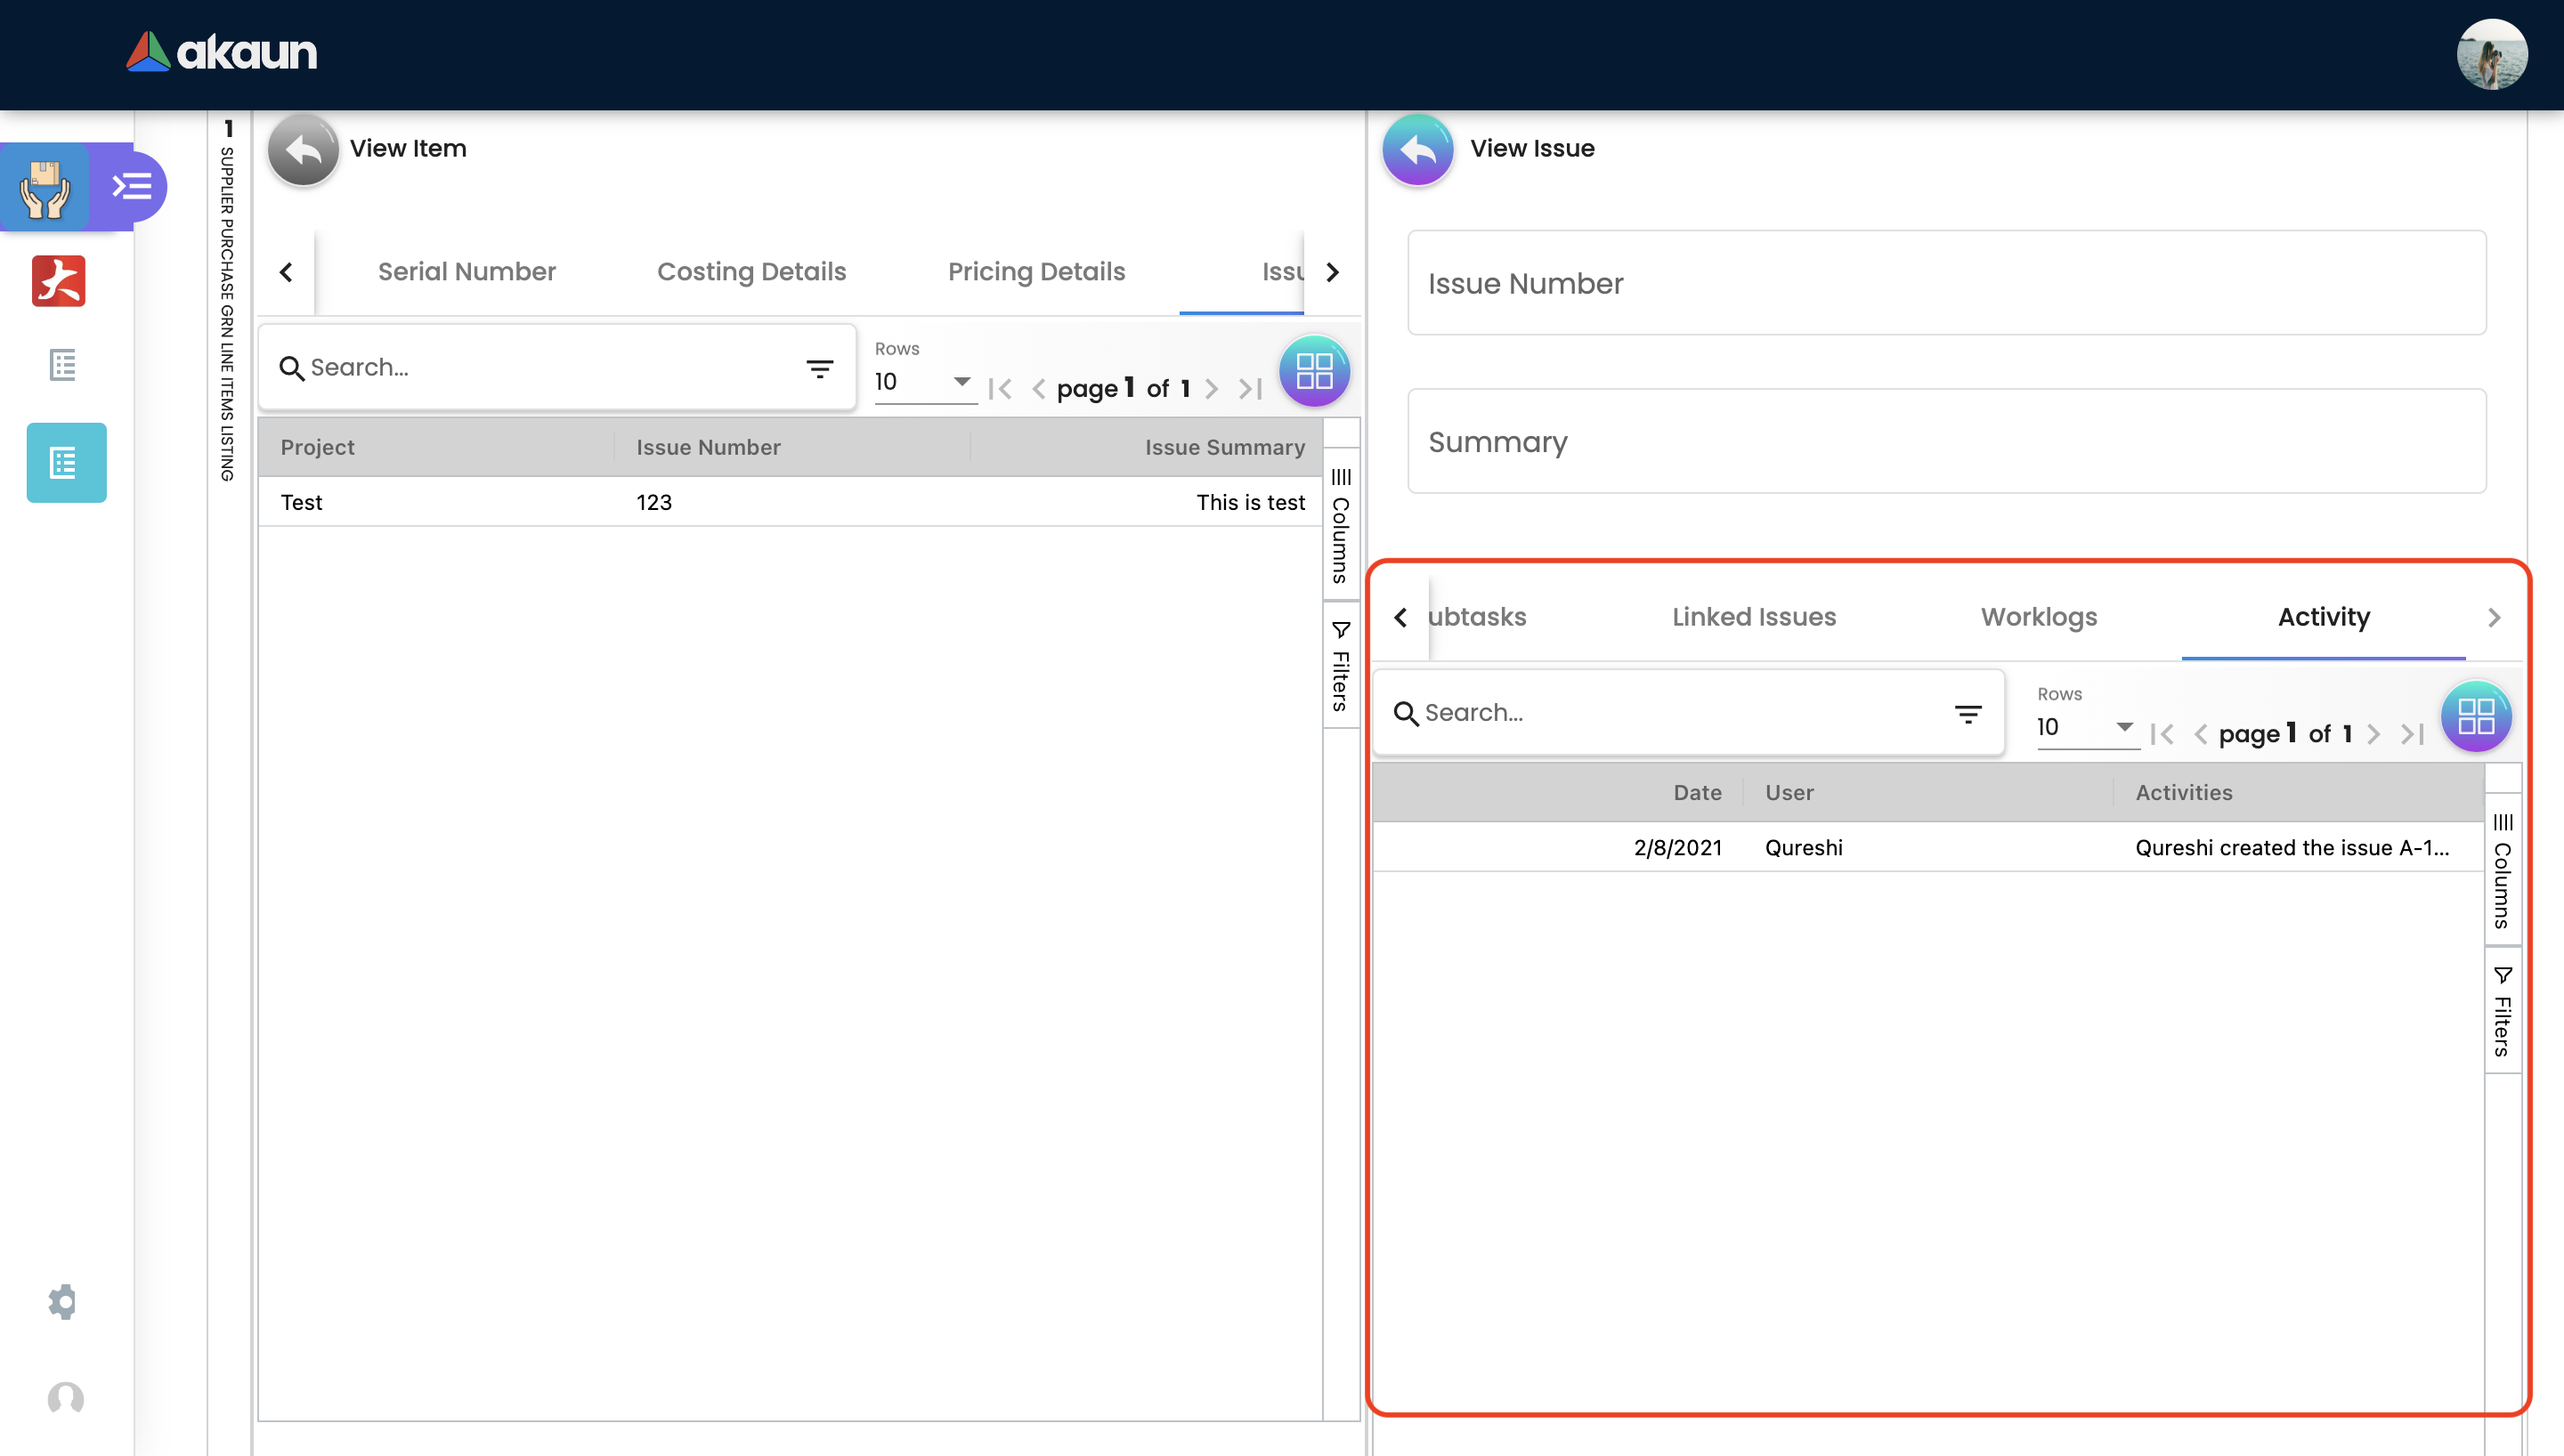 akaun
1 SUPPLIER PURCHASE GRN LINE ITEMS LISTING
View Item
Serial Number Costing Details Pricing Details Issu
Search...
Rows
10
page 1 of 1
Project Issue Number Issue Summary
Test 123 This is test
Columns
Filters
View Issue
Issue Number
Summary
ubtasks Linked Issues Worklogs Activity
Search...
Rows
10
page 1 of 1
Date User Activities
2/8/2021 Qureshi Qureshi created the issue A-1...
Columns
Filters